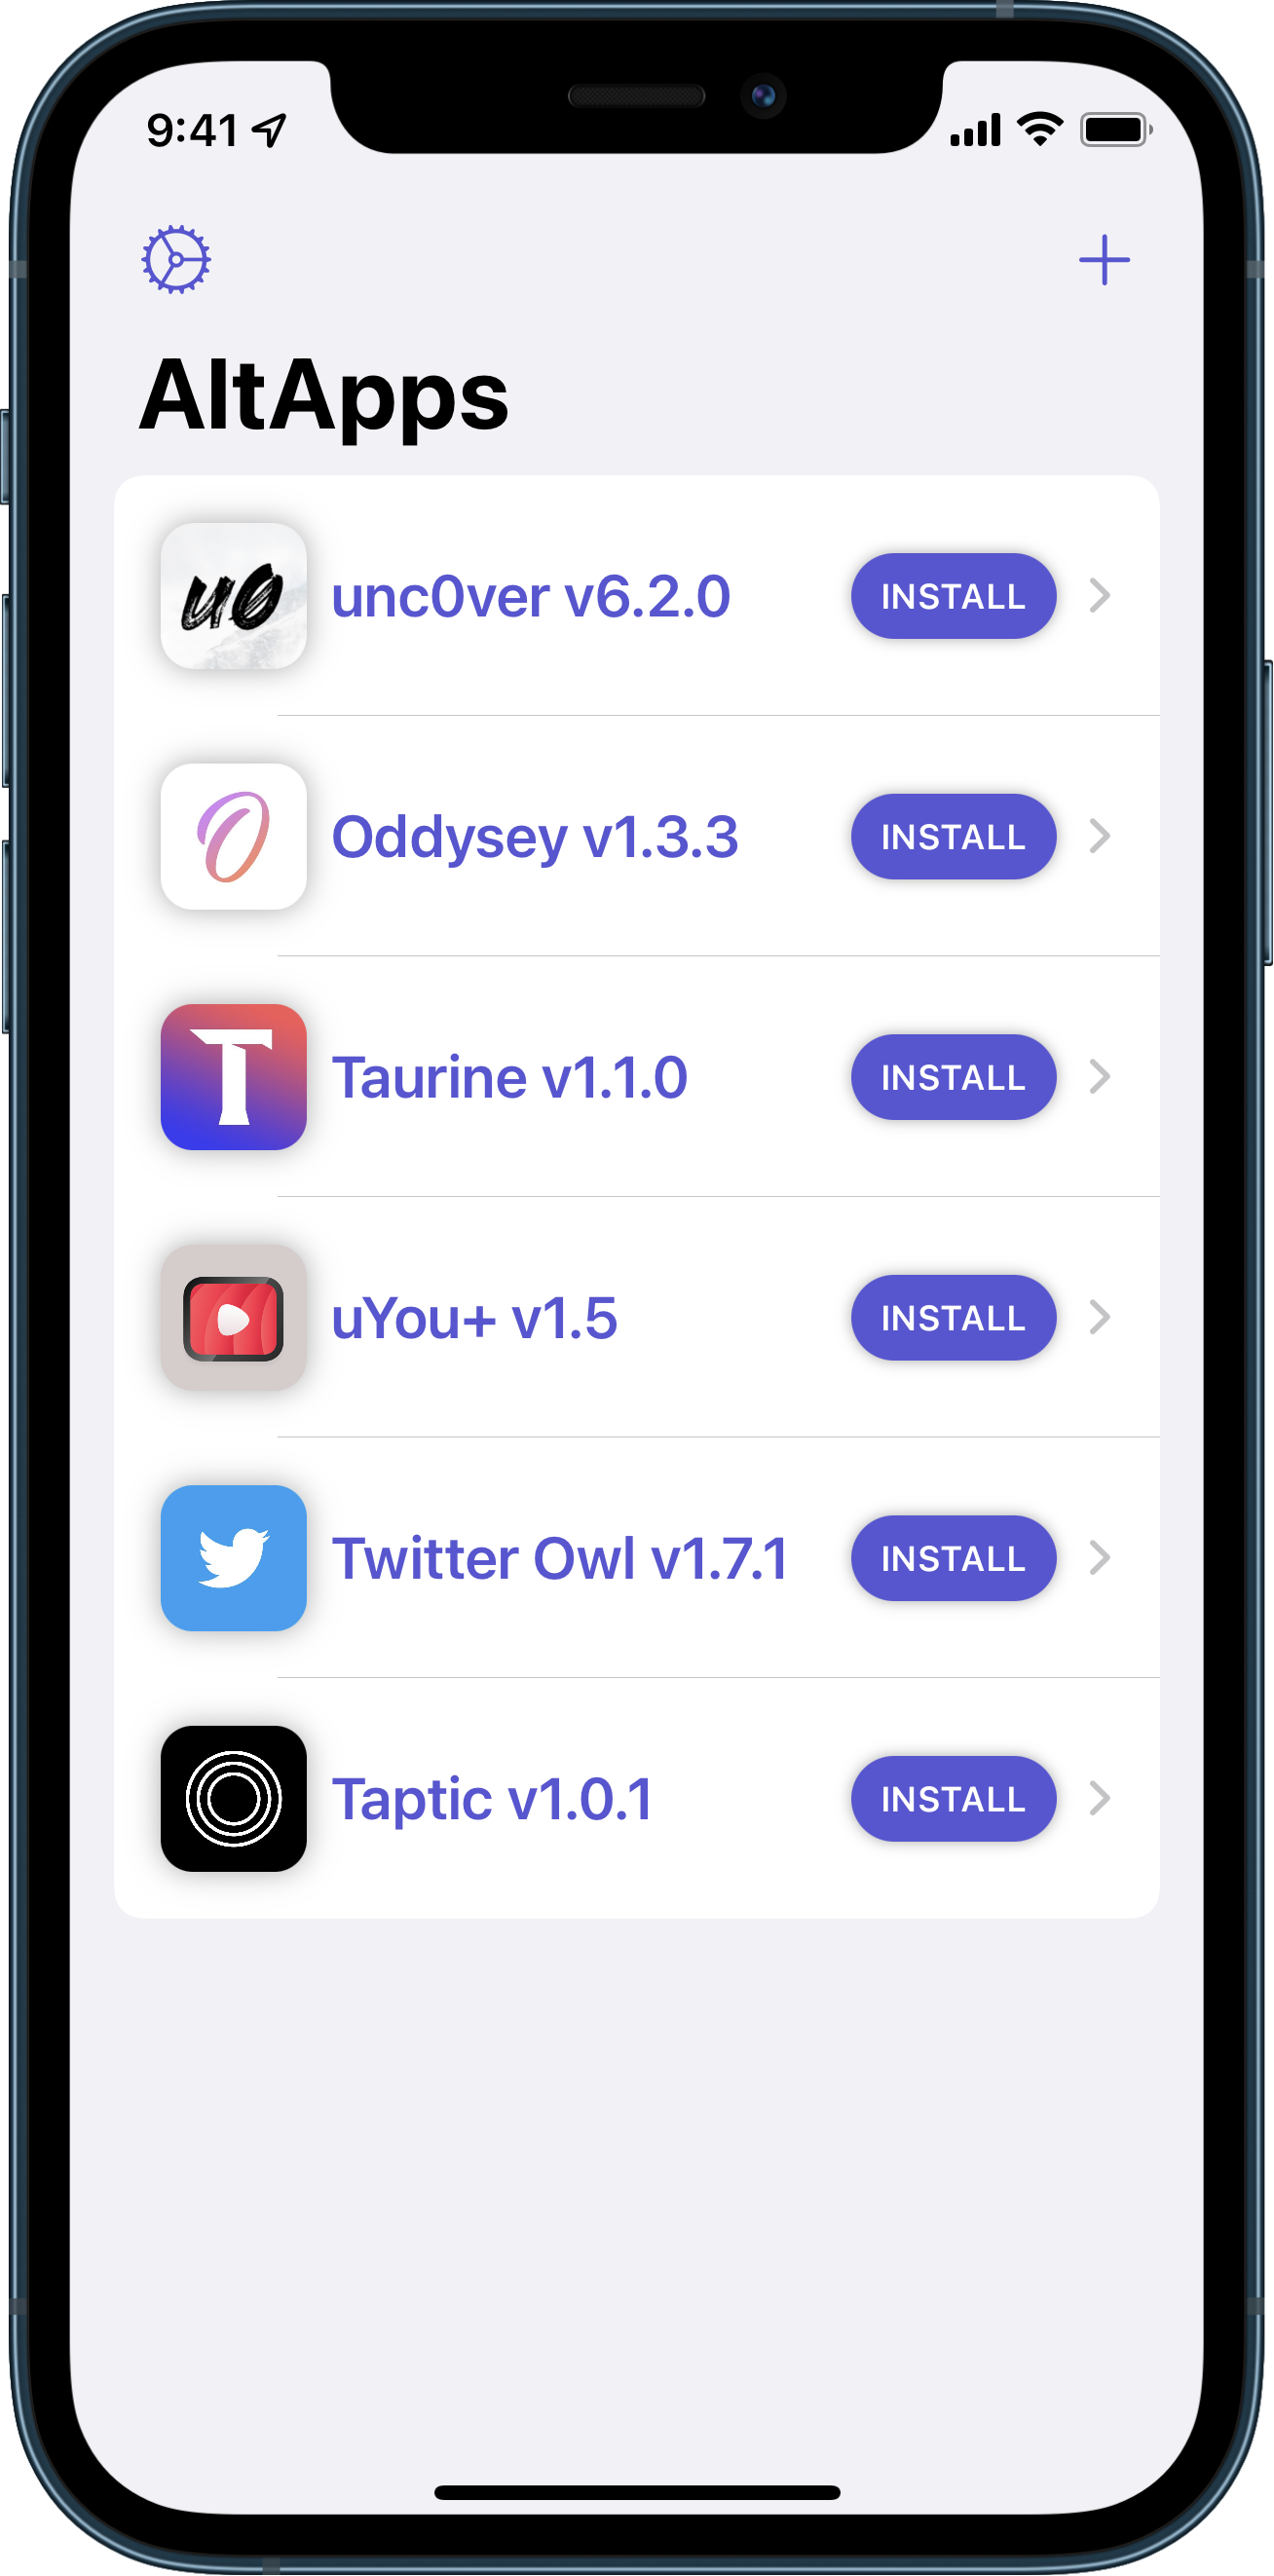 9:41
AltApps
u0
unc0ver v6.2.0 INSTALL
O
Oddysey v1.3.3 INSTALL
T
Taurine v1.1.0 INSTALL
uYou+ v1.5 INSTALL
Twitter Owl v1.7.1 INSTALL
Taptic v1.0.1 INSTALL